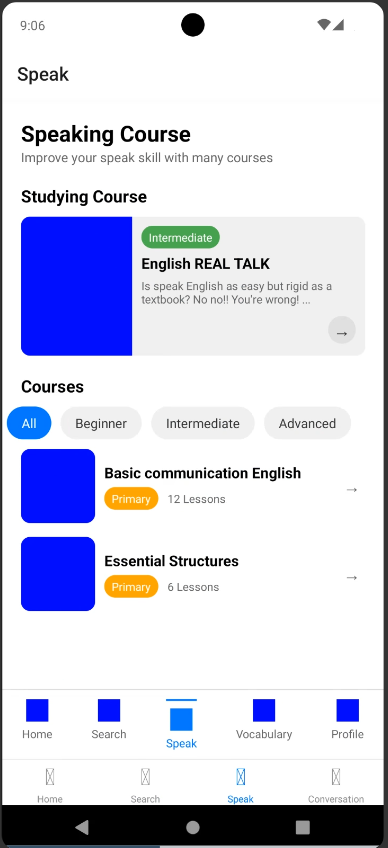 9:06
Speak
Speaking Course
Improve your speak skill with many courses
Studying Course
Intermediate
English REAL TALK
Is speak English as easy but rigid as a
textbook? No no!! You're wrong! ...
→
Courses
All Beginner Intermediate Advanced
Basic communication English
Primary 12 Lessons →
Essential Structures
Primary 6 Lessons →
Home Search Speak Vocabulary Profile
Home Search Speak Conversation